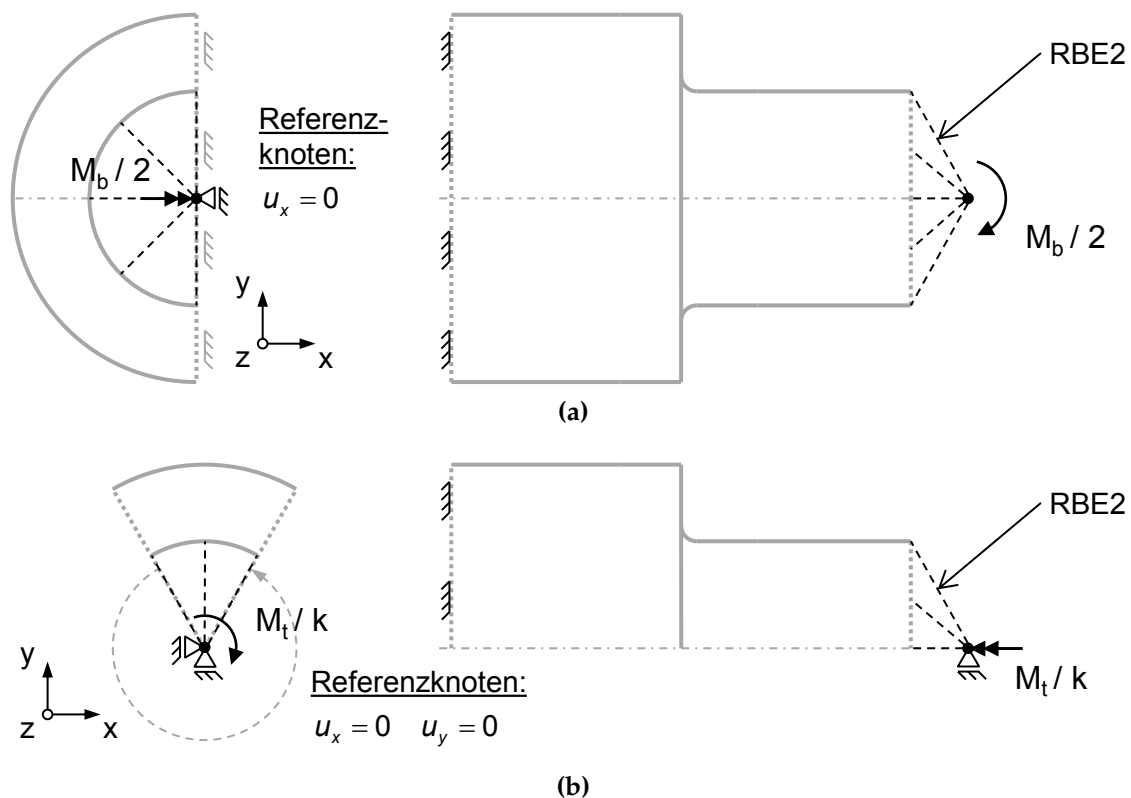 RBE2
Referenz-
knoten:
M_b / 2
u_x = 0
y
z
x
M_b / 2
(a)
RBE2
M_t / k
y
z
x
Referenzknoten:
u_x = 0 u_y = 0
M_t / k
(b)